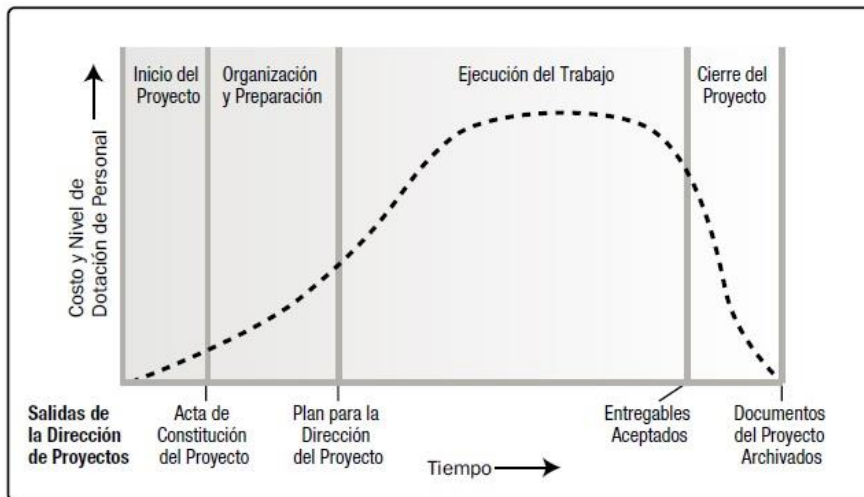 Inicio del
Proyecto
Organización
y Preparación
Ejecución del Trabajo
Cierre del
Proyecto
Costo y Nivel de
Dotación de Personal
Salidas de
la Dirección
de Proyectos
Acta de
Constitución
del Proyecto
Plan para la
Dirección
del Proyecto
Entregables
Aceptados
Documentos
del Proyecto
Archivados
Tiempo